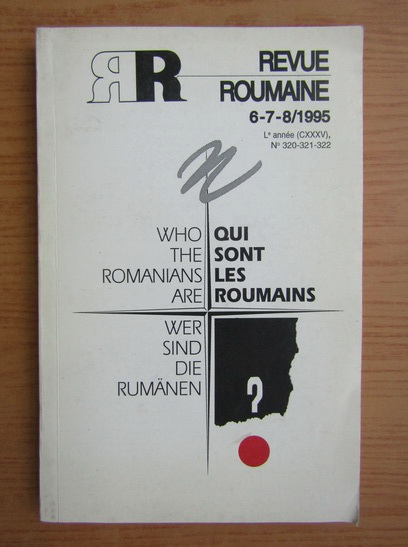 RR
REVUE
ROUMAINE
6-7-8/1995
Le année (CXXXV),
No 320-321-322
WHO
THE
ROMANIANS
ARE
QUI
SONT
LES
ROUMAINS
WER
SIND
DIE
RUMÄNEN
?